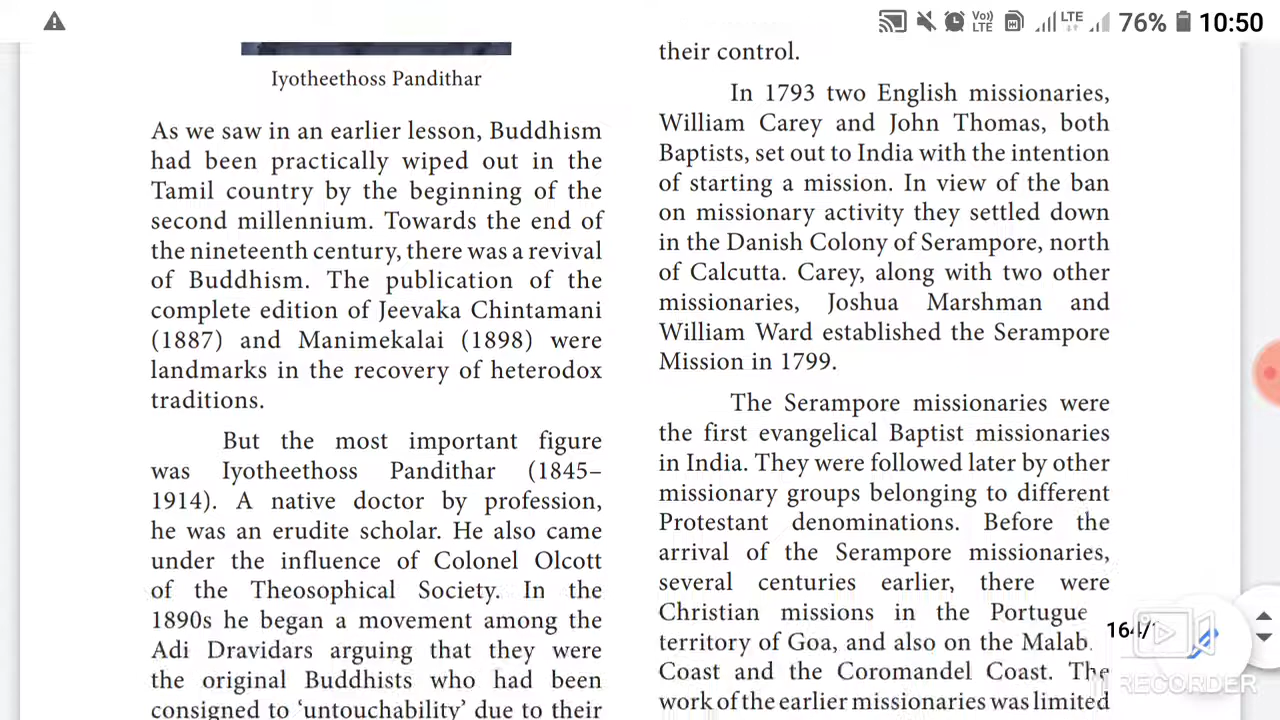 Vo))
LTE
LTE
76%
10:50
Iyotheethoss Pandithar
As we saw in an earlier lesson, Buddhism
had been practically wiped out in the
Tamil country by the beginning of the
second millennium. Towards the end of
the nineteenth century, there was a revival
of Buddhism. The publication of the
complete edition of Jeevaka Chintamani
(1887) and Manimekalai (1898) were
landmarks in the recovery of heterodox
traditions.
But the most important figure
was Iyotheethoss Pandithar (1845–
1914). A native doctor by profession,
he was an erudite scholar. He also came
under the influence of Colonel Olcott
of the Theosophical Society. In the
1890s he began a movement among the
Adi Dravidars arguing that they were
the original Buddhists who had been
consigned to ‘untouchability’ due to their
their control.
In 1793 two English missionaries,
William Carey and John Thomas, both
Baptists, set out to India with the intention
of starting a mission. In view of the ban
on missionary activity they settled down
in the Danish Colony of Serampore, north
of Calcutta. Carey, along with two other
missionaries, Joshua Marshman and
William Ward established the Serampore
Mission in 1799.
The Serampore missionaries were
the first evangelical Baptist missionaries
in India. They were followed later by other
missionary groups belonging to different
Protestant denominations. Before the
arrival of the Serampore missionaries,
several centuries earlier, there were
Christian missions in the Portugue
territory of Goa, and also on the Malab
Coast and the Coromandel Coast. The
work of the earlier missionaries was limited
164/
RECORDER